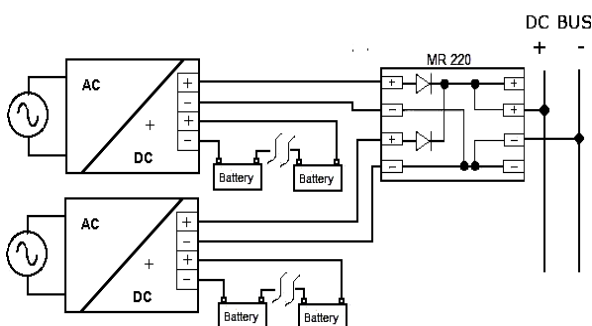 DC BUS
+ -
MR 220
AC
+
DC
+
-
+
-
Battery
Battery
+
-
+
-
+
+
-
-
AC
+
DC
+
-
+
-
Battery
Battery